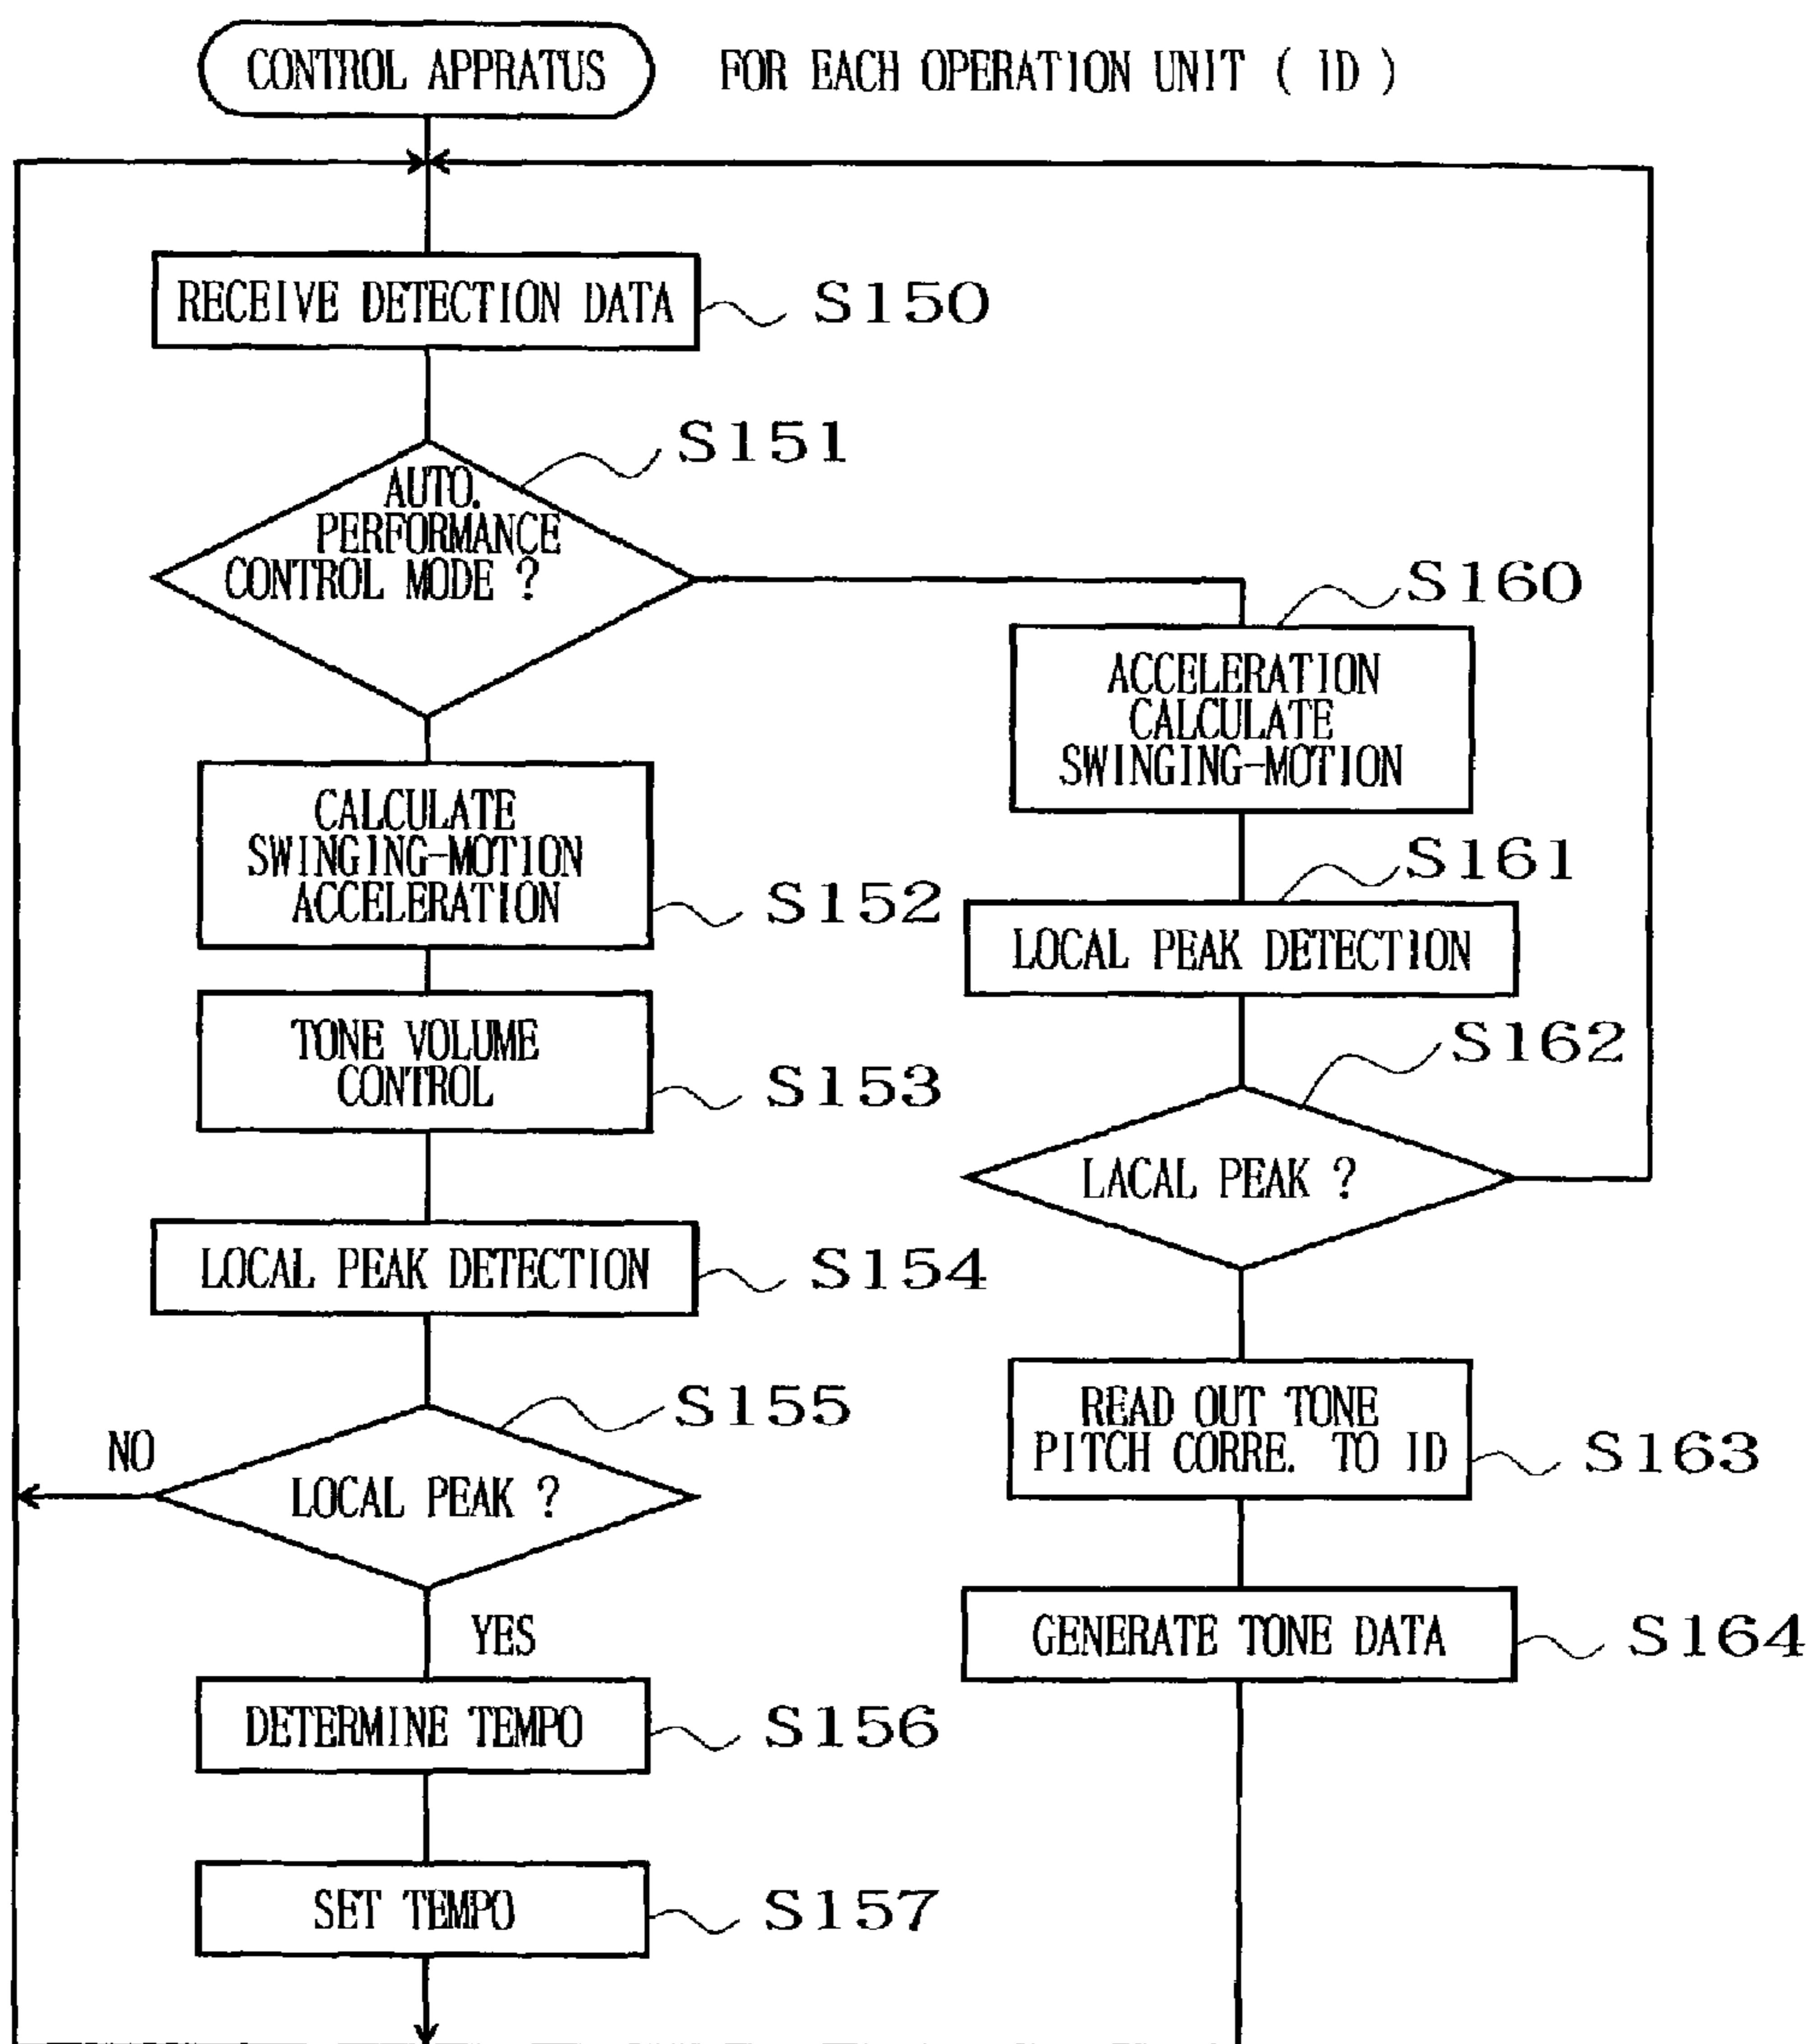 CONTROL APPRATUS
FOR EACH OPERATION UNIT ( ID )
RECEIVE DETECTION DATA
S150
S151
AUTO.
PERFORMANCE
CONTROL MODE ?
CALCULATE
SWINGING-MOTION
ACCELERATION
S152
TONE VOLUME
CONTROL
S153
LOCAL PEAK DETECTION
S154
S155
NO
LOCAL PEAK ?
YES
DETERMINE TEMPO
S156
SET TEMPO
S157
S160
ACCELERATION
CALCULATE
SWINGING-MOTION
S161
LOCAL PEAK DETECTION
S162
LACAL PEAK ?
READ OUT TONE
PITCH CORRE. TO ID
S163
GENERATE TONE DATA
S164